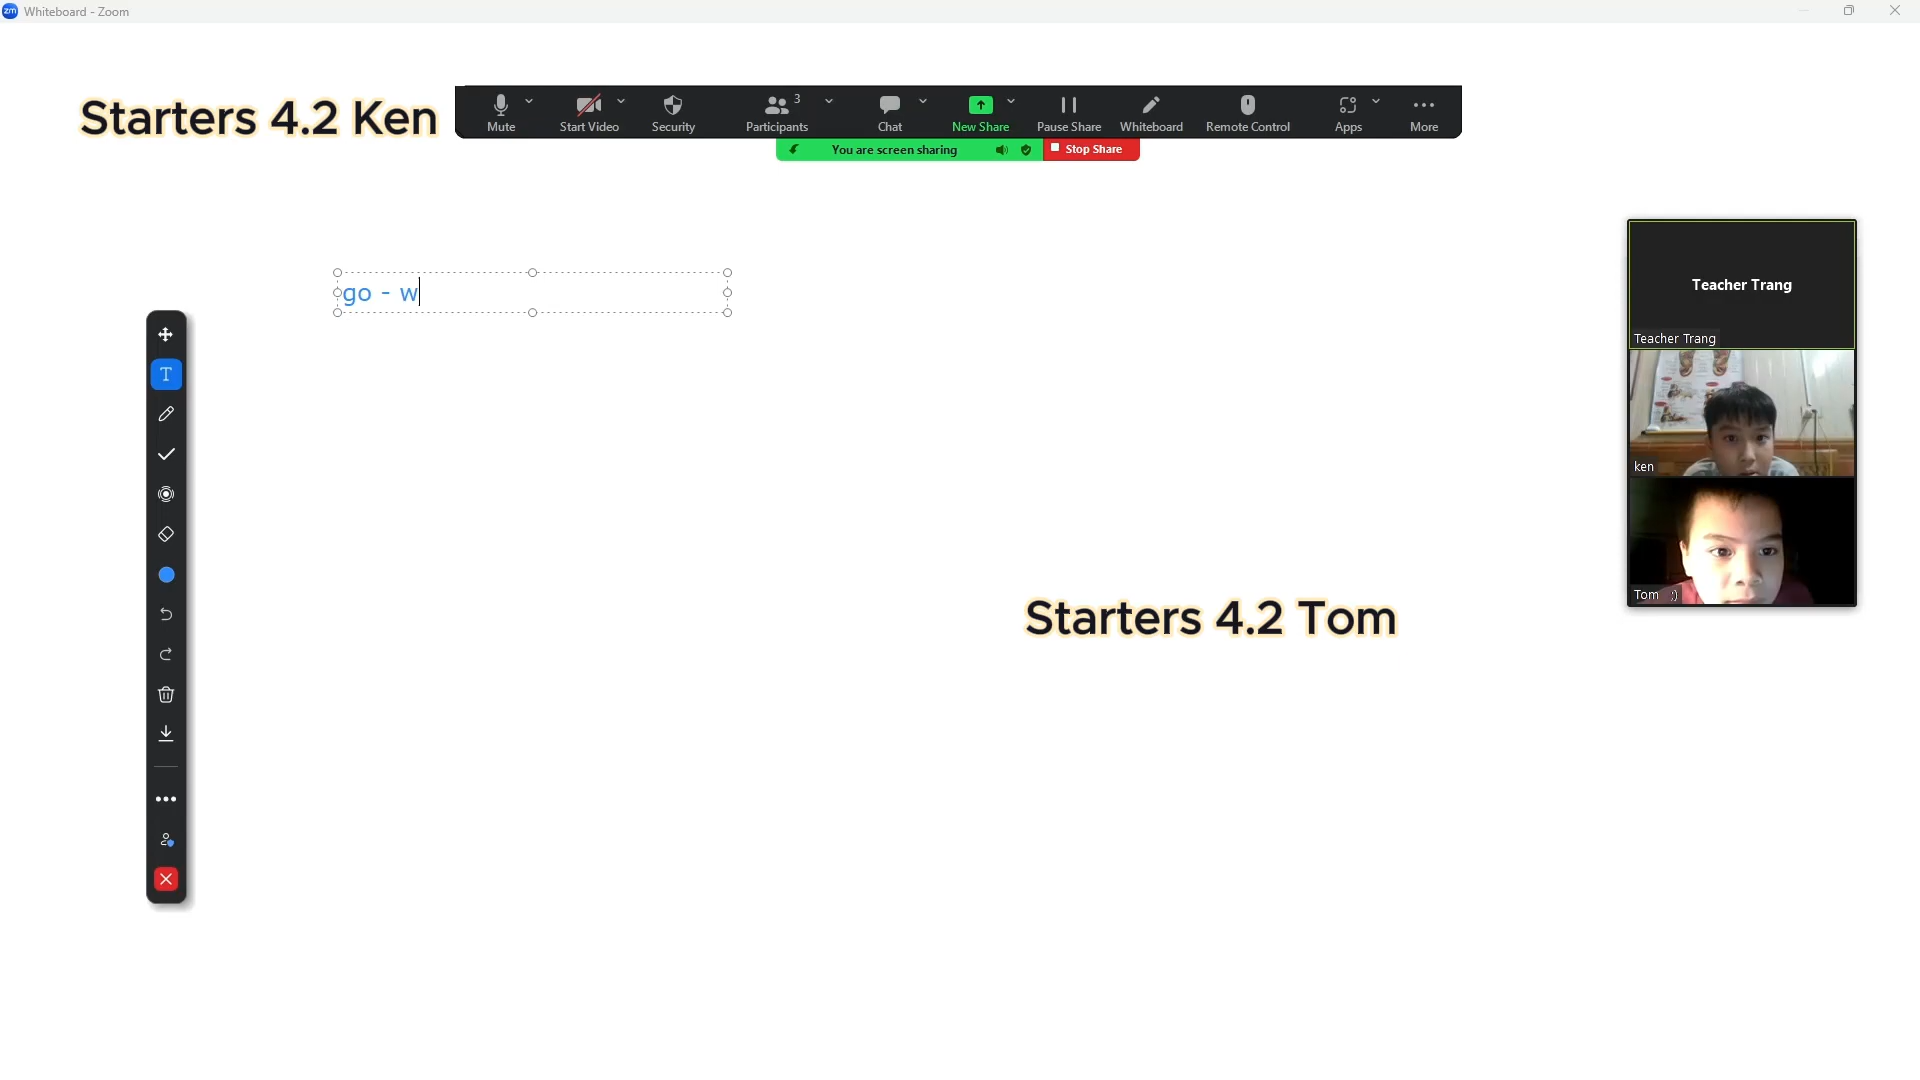 zm Whiteboard - Zoom
Starters 4.2 Ken
Mute
Start Video
Security
3
Participants
Chat
New Share
Pause Share
Whiteboard
Remote Control
Apps
More
You are screen sharing
Stop Share
go - w
T
Teacher Trang
Teacher Trang
ken
Tom :)
Starters 4.2 Tom